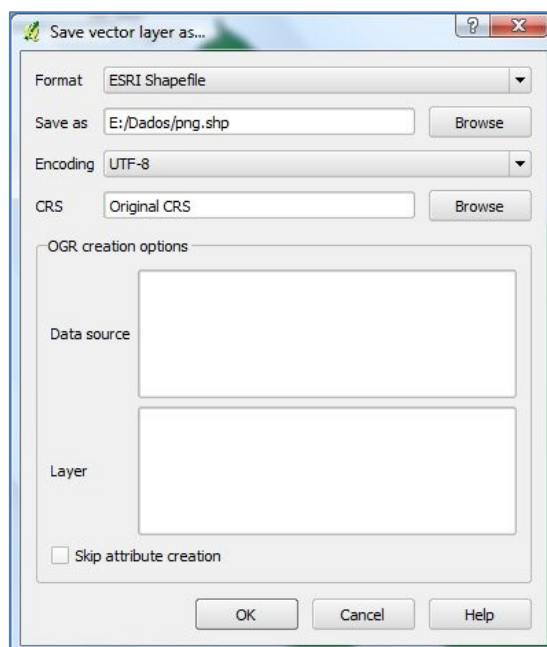 Save vector layer as...
Format ESRI Shapefile
Save as E:/Dados/png.shp Browse
Encoding UTF-8
CRS Original CRS Browse
OGR creation options
Data source
Layer
Skip attribute creation
OK Cancel Help